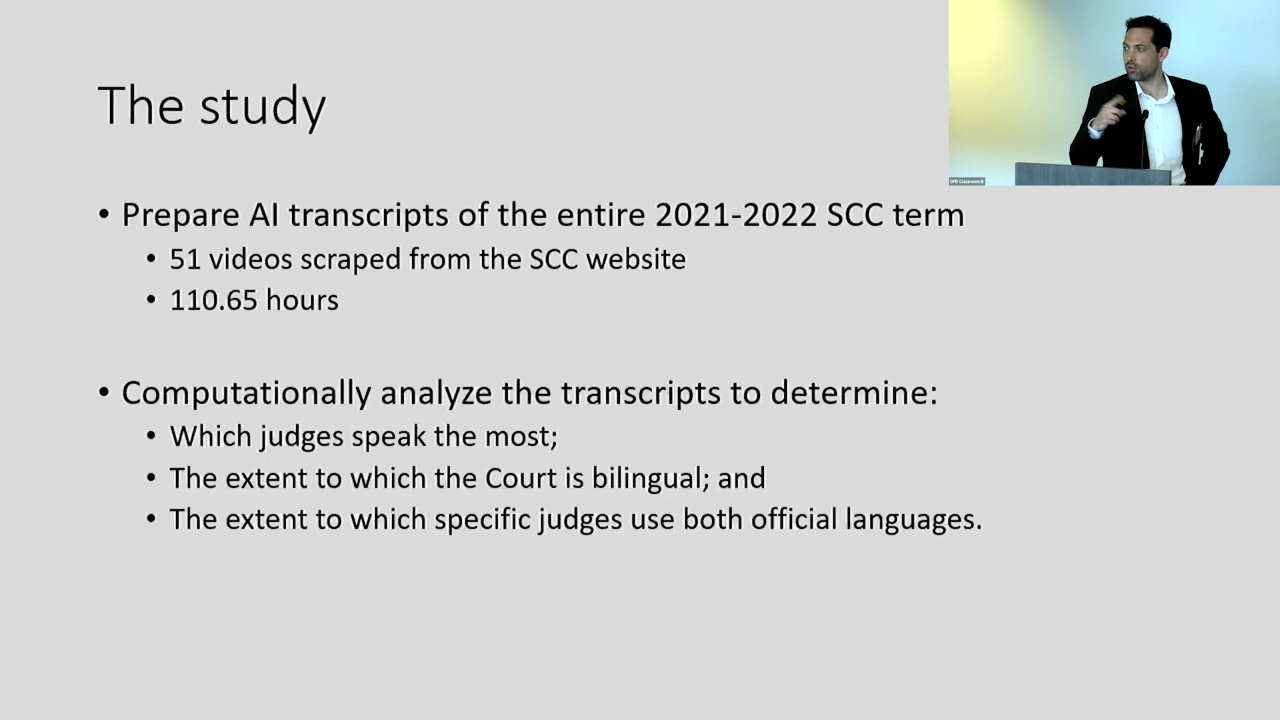 The study
• Prepare AI transcripts of the entire 2021-2022 SCC term
• 51 videos scraped from the SCC website
• 110.65 hours
• Computationally analyze the transcripts to determine:
• Which judges speak the most;
• The extent to which the Court is bilingual; and
• The extent to which specific judges use both official languages.